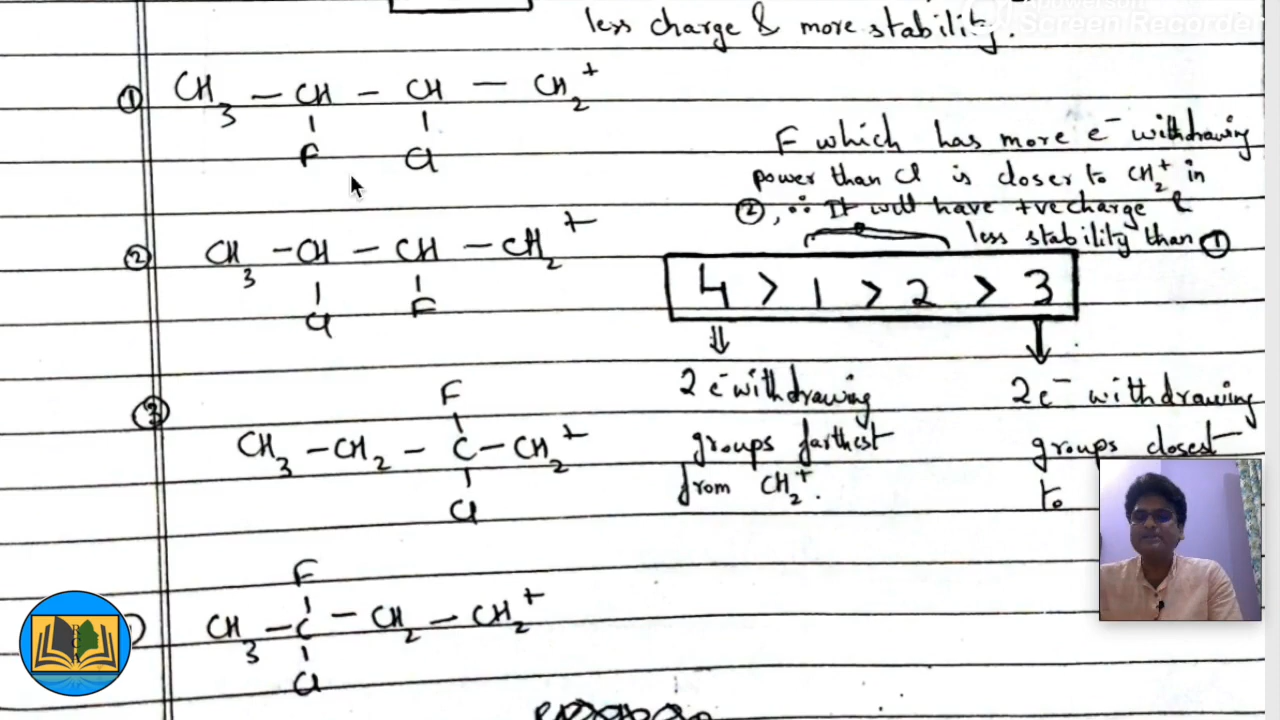 less charge & more stability.
Screen Recorder
① CH3 – CH – CH – CH2+
F Cl
F which has more e– withdrawing
power than Cl is closer to CH2+ in
②, ∴ It will have +ve charge &
less stability than ①
② CH3 – CH – CH – CH2+
Cl F
4 > 1 > 2 > 3
⇓ ↓
2 e– withdrawing
groups farthest
from CH2+.
2e– withdrawing
groups closest
to
③ F
CH3 – CH2 – C – CH2+
Cl
F
CH3 – C – CH2 – CH2+
Cl